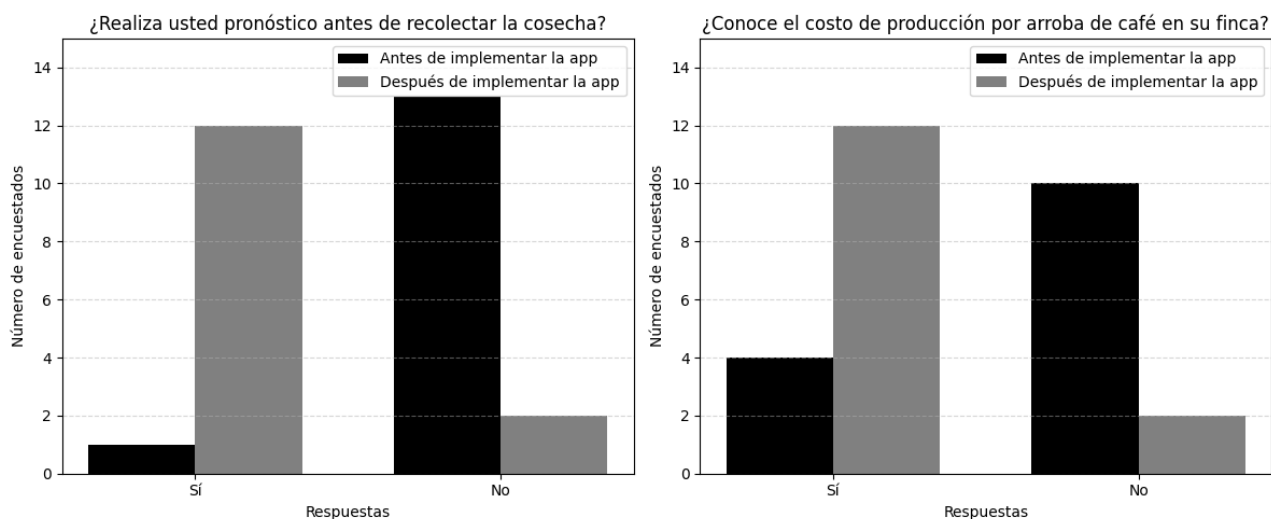 ¿Realiza usted pronóstico antes de recolectar la cosecha?
Antes de implementar la app
Después de implementar la app
Número de encuestados
14
12
10
8
6
4
2
0
Sí
No
Respuestas
¿Conoce el costo de producción por arroba de café en su finca?
Antes de implementar la app
Después de implementar la app
Número de encuestados
14
12
10
8
6
4
2
0
Sí
No
Respuestas